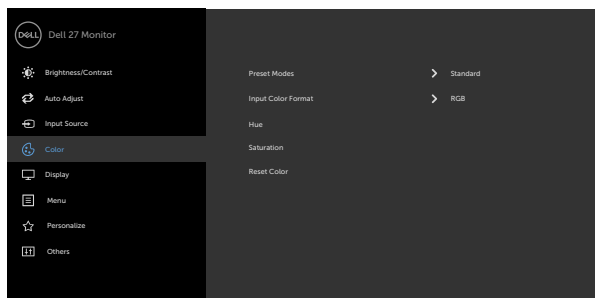 DELL Dell 27 Monitor
Brightness/Contrast
Auto Adjust
Input Source
Color
Display
Menu
Personalize
Others
Preset Modes Standard
Input Color Format RGB
Hue
Saturation
Reset Color